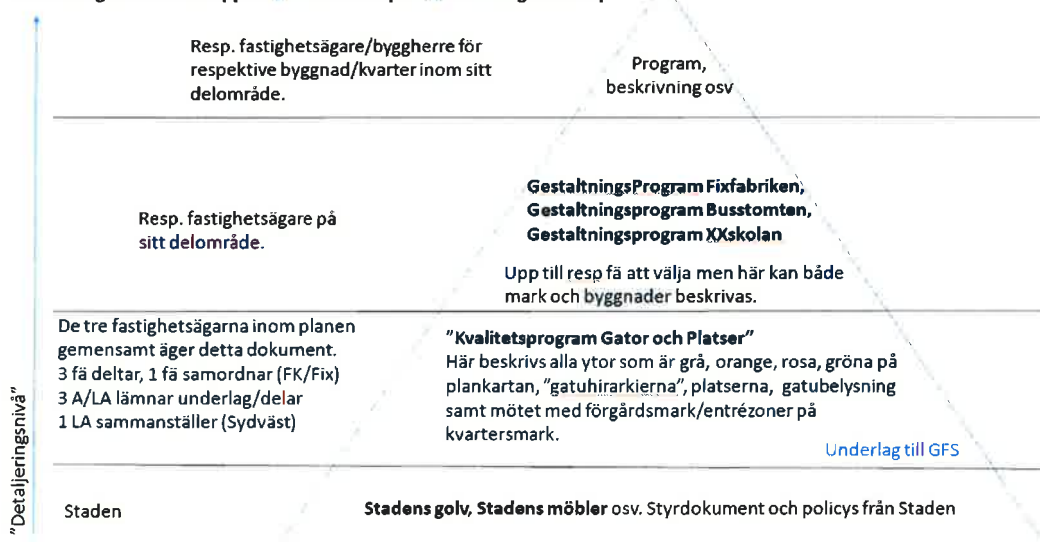 Resp. fastighetsägare/byggherre för
respektive byggnad/kvarter inom sitt
delområde.
Program,
beskrivning osv
Resp. fastighetsägare på
sitt delområde.
GestaltningsProgram Fixfabriken,
Gestaltningsprogram Busstomten,
Gestaltningsprogram XXskolan
Upp till resp fä att välja men här kan både
mark och byggnader beskrivas.
De tre fastighetsägarna inom planen
gemensamt äger detta dokument.
3 fä deltar, 1 fä samordnar (FK/Fix)
3 A/LA lämnar underlag/delar
1 LA sammanställer (Sydväst)
"Kvalitetsprogram Gator och Platser"
Här beskrivs alla ytor som är grå, orange, rosa, gröna på
plankartan, "gatuhirarkierna", platserna, gatubelysning
samt mötet med förgårdsmark/entrézoner på
kvartersmark.
Underlag till GFS
"Detaljeringsnivå"
Staden
Stadens golv, Stadens möbler osv. Styrdokument och policys från Staden